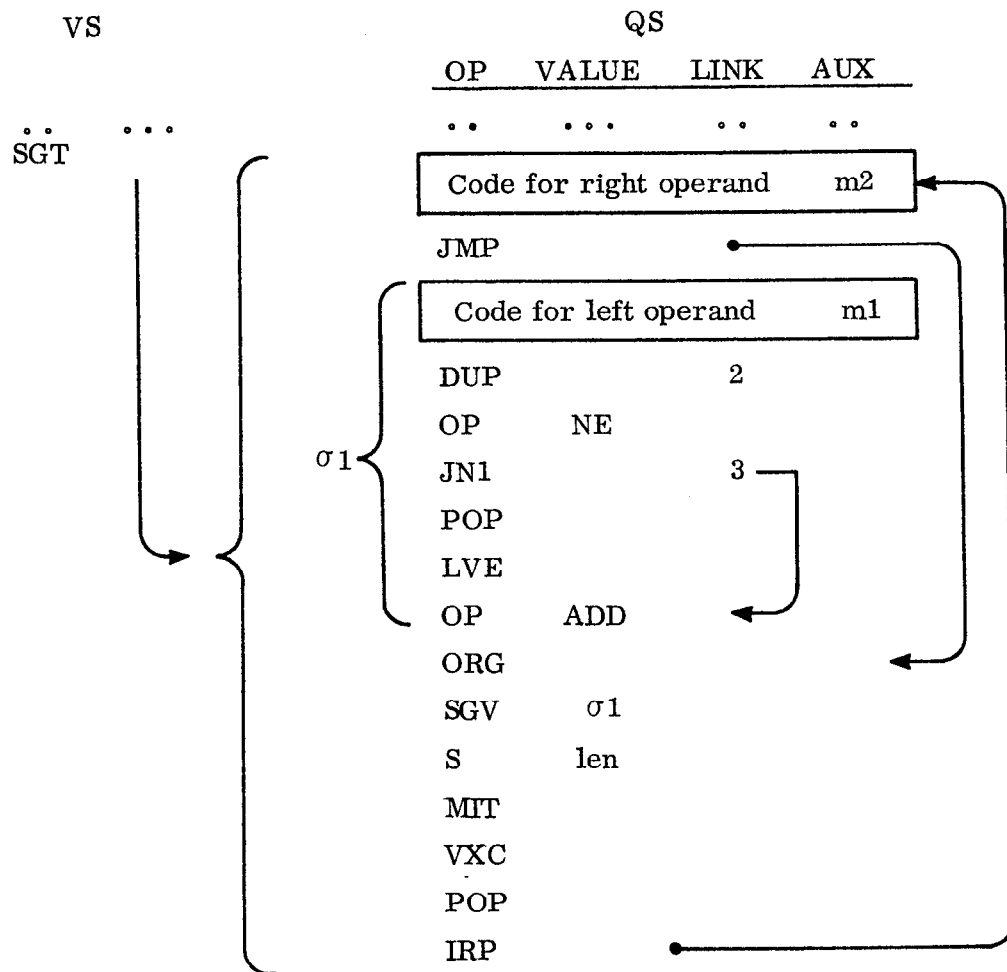 VS QS
OP VALUE LINK AUX
.. ... .. ... .. ..
SGT
Code for right operand m2
JMP
Code for left operand m1
DUP 2
OP NE
σ1 JN1 3
POP
LVE
OP ADD
ORG
SGV σ1
S len
MIT
VXC
POP
IRP